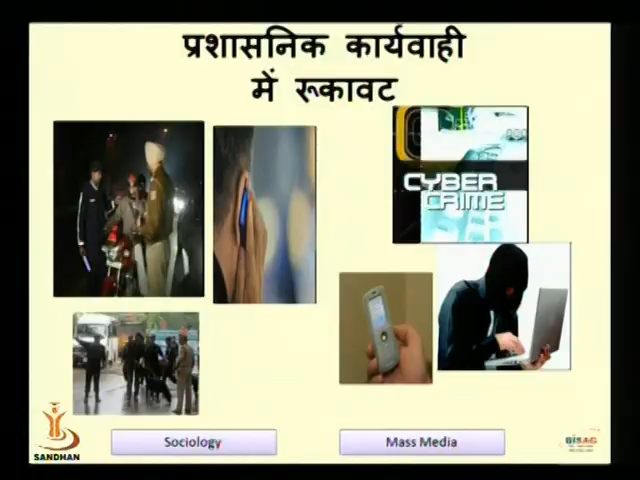 प्रशासनिक कार्यवाही
में रूकावट
CYBER
CRIME
Sociology
Mass Media
SANDHAN
BISAG